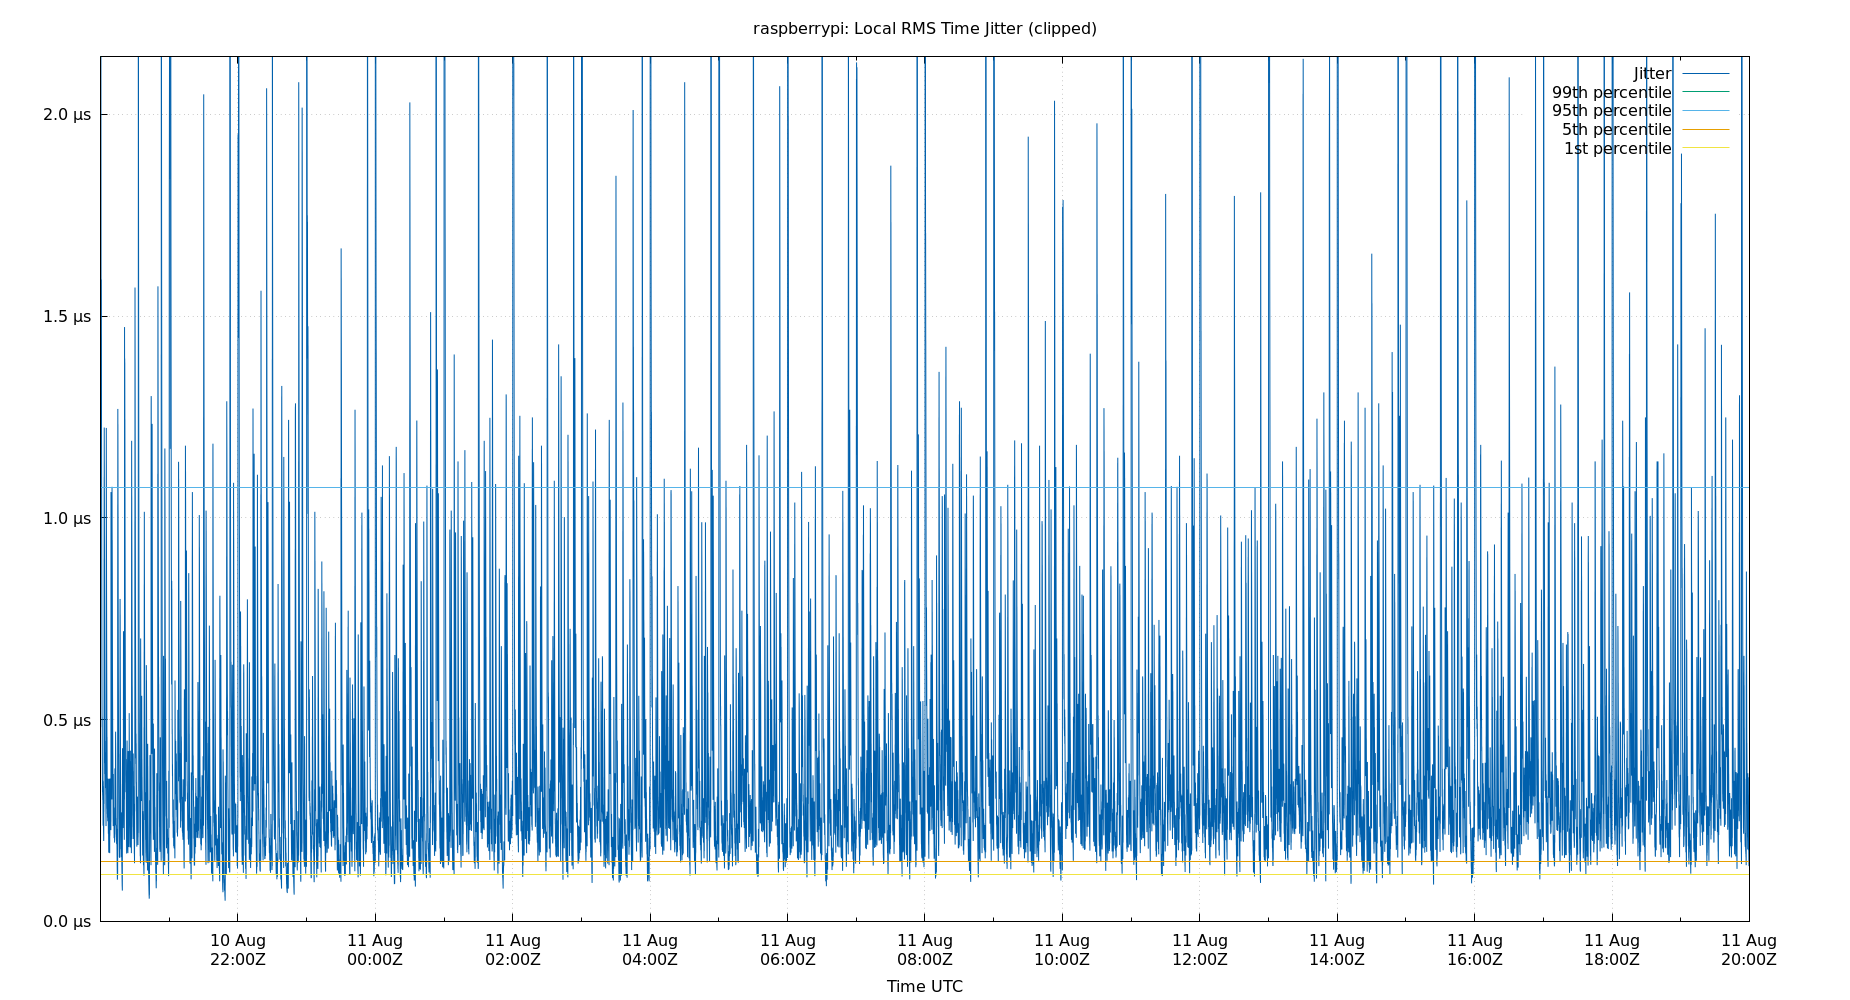 raspberrypi: Local RMS Time Jitter (clipped)
Jitter
99th percentile
95th percentile
5th percentile
1st percentile
2.0 µs
1.5 µs
1.0 µs
0.5 µs
0.0 µs
10 Aug 11 Aug 11 Aug 11 Aug 11 Aug 11 Aug 11 Aug 11 Aug 11 Aug 11 Aug 11 Aug 11 Aug
22:00Z 00:00Z 02:00Z 04:00Z 06:00Z 08:00Z 10:00Z 12:00Z 14:00Z 16:00Z 18:00Z 20:00Z
Time UTC